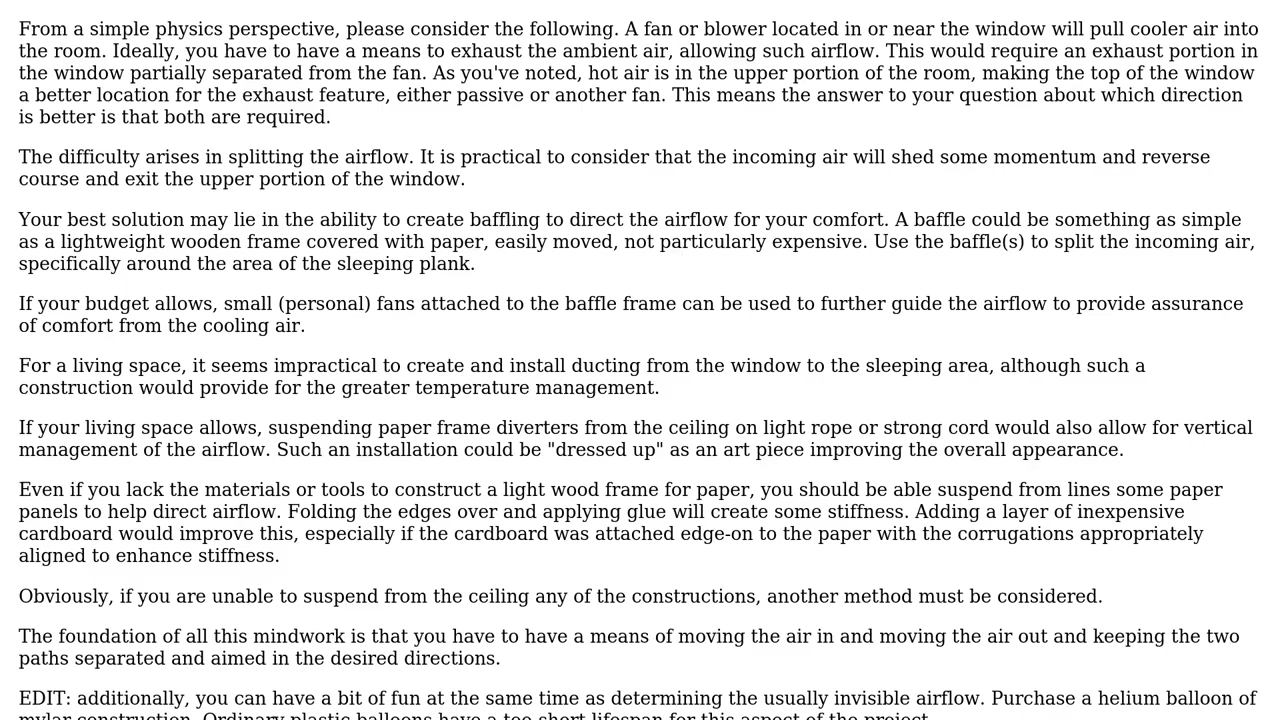 From a simple physics perspective, please consider the following. A fan or blower located in or near the window will pull cooler air into
the room. Ideally, you have to have a means to exhaust the ambient air, allowing such airflow. This would require an exhaust portion in
the window partially separated from the fan. As you've noted, hot air is in the upper portion of the room, making the top of the window
a better location for the exhaust feature, either passive or another fan. This means the answer to your question about which direction
is better is that both are required.
The difficulty arises in splitting the airflow. It is practical to consider that the incoming air will shed some momentum and reverse
course and exit the upper portion of the window.
Your best solution may lie in the ability to create baffling to direct the airflow for your comfort. A baffle could be something as simple
as a lightweight wooden frame covered with paper, easily moved, not particularly expensive. Use the baffle(s) to split the incoming air,
specifically around the area of the sleeping plank.
If your budget allows, small (personal) fans attached to the baffle frame can be used to further guide the airflow to provide assurance
of comfort from the cooling air.
For a living space, it seems impractical to create and install ducting from the window to the sleeping area, although such a
construction would provide for the greater temperature management.
If your living space allows, suspending paper frame diverters from the ceiling on light rope or strong cord would also allow for vertical
management of the airflow. Such an installation could be "dressed up" as an art piece improving the overall appearance.
Even if you lack the materials or tools to construct a light wood frame for paper, you should be able suspend from lines some paper
panels to help direct airflow. Folding the edges over and applying glue will create some stiffness. Adding a layer of inexpensive
cardboard would improve this, especially if the cardboard was attached edge-on to the paper with the corrugations appropriately
aligned to enhance stiffness.
Obviously, if you are unable to suspend from the ceiling any of the constructions, another method must be considered.
The foundation of all this mindwork is that you have to have a means of moving the air in and moving the air out and keeping the two
paths separated and aimed in the desired directions.
EDIT: additionally, you can have a bit of fun at the same time as determining the usually invisible airflow. Purchase a helium balloon of
mylar construction. Ordinary plastic balloons have a too short lifespan for this aspect of the project.